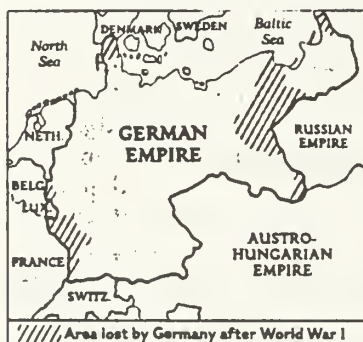 DENMARK
SWEDEN
Baltic
Sea
North
Sea
NETH.
GERMAN
EMPIRE
RUSSIAN
EMPIRE
BELG.
LUX.
AUSTRO-
HUNGARIAN
EMPIRE
FRANCE
SWITZ.
Area lost by Germany after World War I